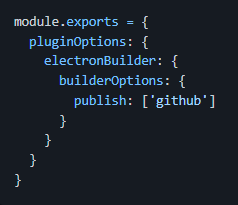 module.exports = {
  pluginOptions: {
    electronBuilder: {
      builderOptions: {
        publish: ['github']
      }
    }
  }
}